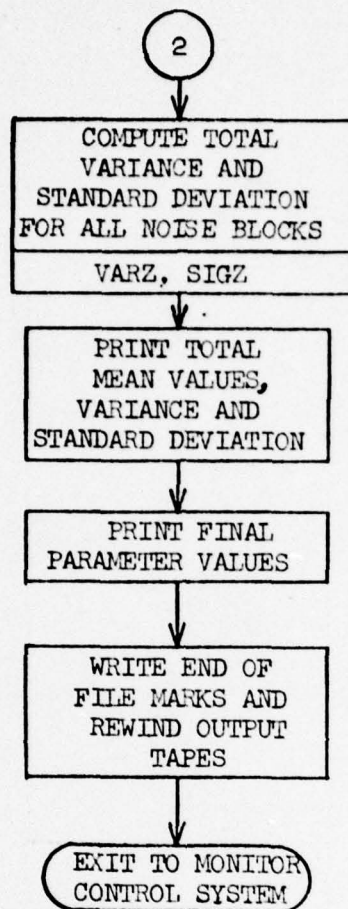 2
COMPUTE TOTAL
VARIANCE AND
STANDARD DEVIATION
FOR ALL NOISE BLOCKS
VARZ, SIGZ
PRINT TOTAL
MEAN VALUES,
VARIANCE AND
STANDARD DEVIATION
PRINT FINAL
PARAMETER VALUES
WRITE END OF
FILE MARKS AND
REWIND OUTPUT
TAPES
EXIT TO MONITOR
CONTROL SYSTEM